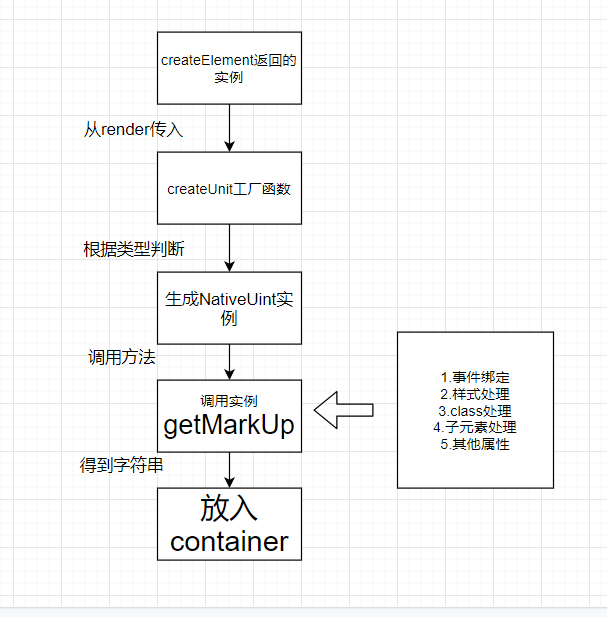 createElement返回的
实例
从render传入
createUnit工厂函数
根据类型判断
生成NativeUint实
例
调用方法
调用实例
getMarkUp
1.事件绑定
2.样式处理
3.class处理
4.子元素处理
5.其他属性
得到字符串
放入
container